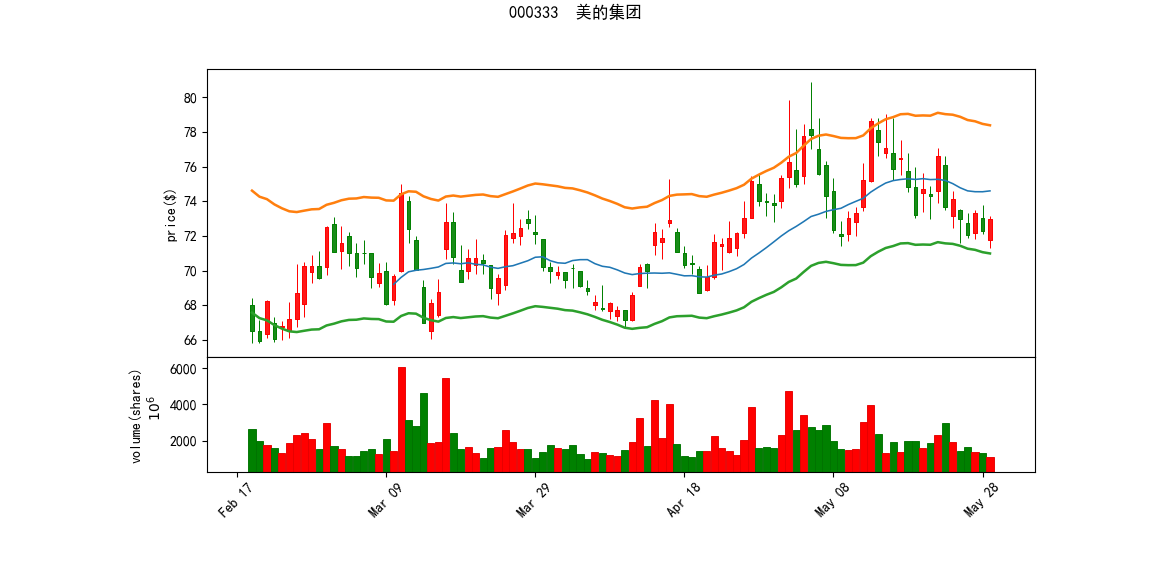 000333 美的集团
price($)
80
78
76
74
72
70
68
66
volume(shares)
10^6
6000
4000
2000
Feb 17
Mar 09
Mar 29
Apr 18
May 08
May 28